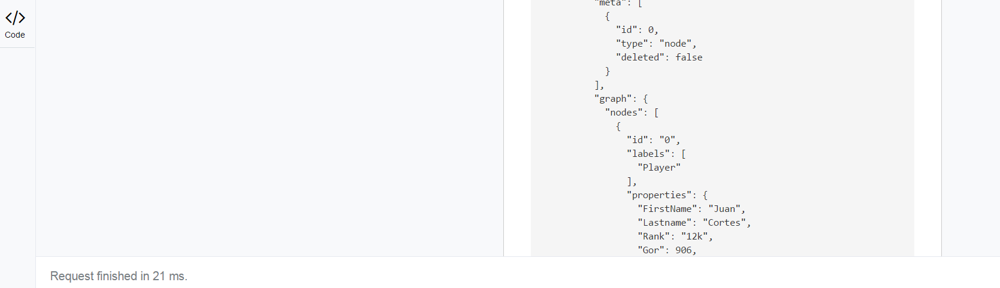 </>
Code
"meta": [
{
"id": 0,
"type": "node",
"deleted": false
}
],
"graph": {
"nodes": [
{
"id": "0",
"labels": [
"Player"
],
"properties": {
"FirstName": "Juan",
"Lastname": "Cortes",
"Rank": "12k",
"Gor": 906,
Request finished in 21 ms.